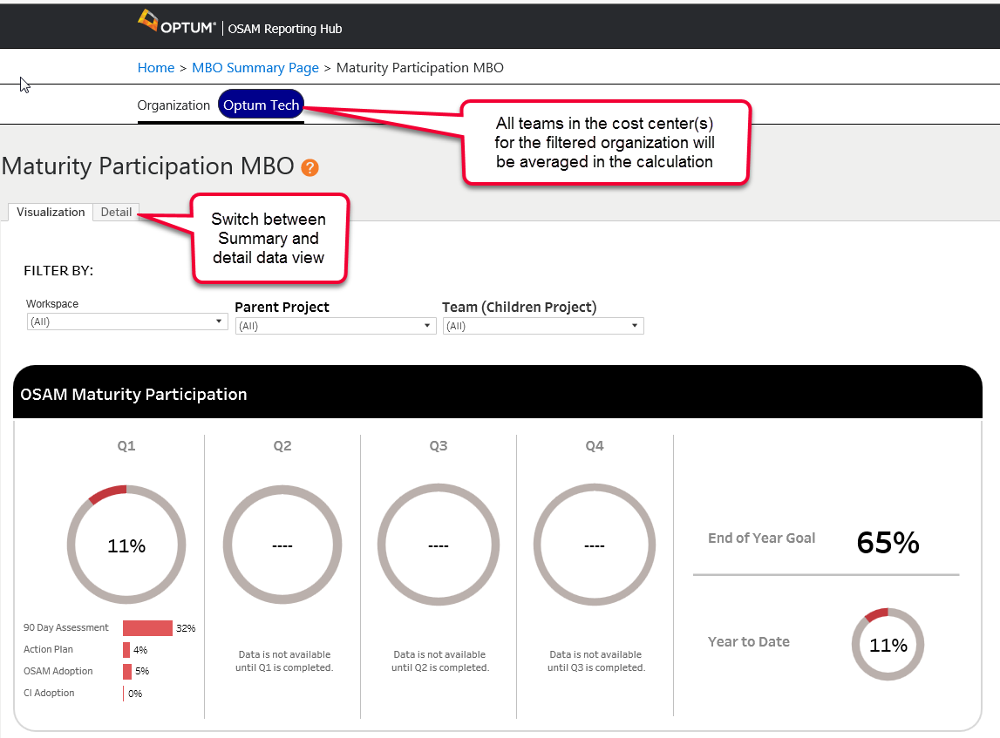 OPTUM® | OSAM Reporting Hub
Home > MBO Summary Page > Maturity Participation MBO
Organization Optum Tech
All teams in the cost center(s)
for the filtered organization will
be averaged in the calculation
Maturity Participation MBO ?
Visualization Detail
Switch between
Summary and
detail data view
FILTER BY:
Workspace
(All)
Parent Project
(All)
Team (Children Project)
(All)
OSAM Maturity Participation
Q1
11%
90 Day Assessment 32%
Action Plan 4%
OSAM Adoption 5%
CI Adoption 0%
Q2
----
Data is not available
until Q1 is completed.
Q3
----
Data is not available
until Q2 is completed.
Q4
----
Data is not available
until Q3 is completed.
End of Year Goal 65%
Year to Date 11%